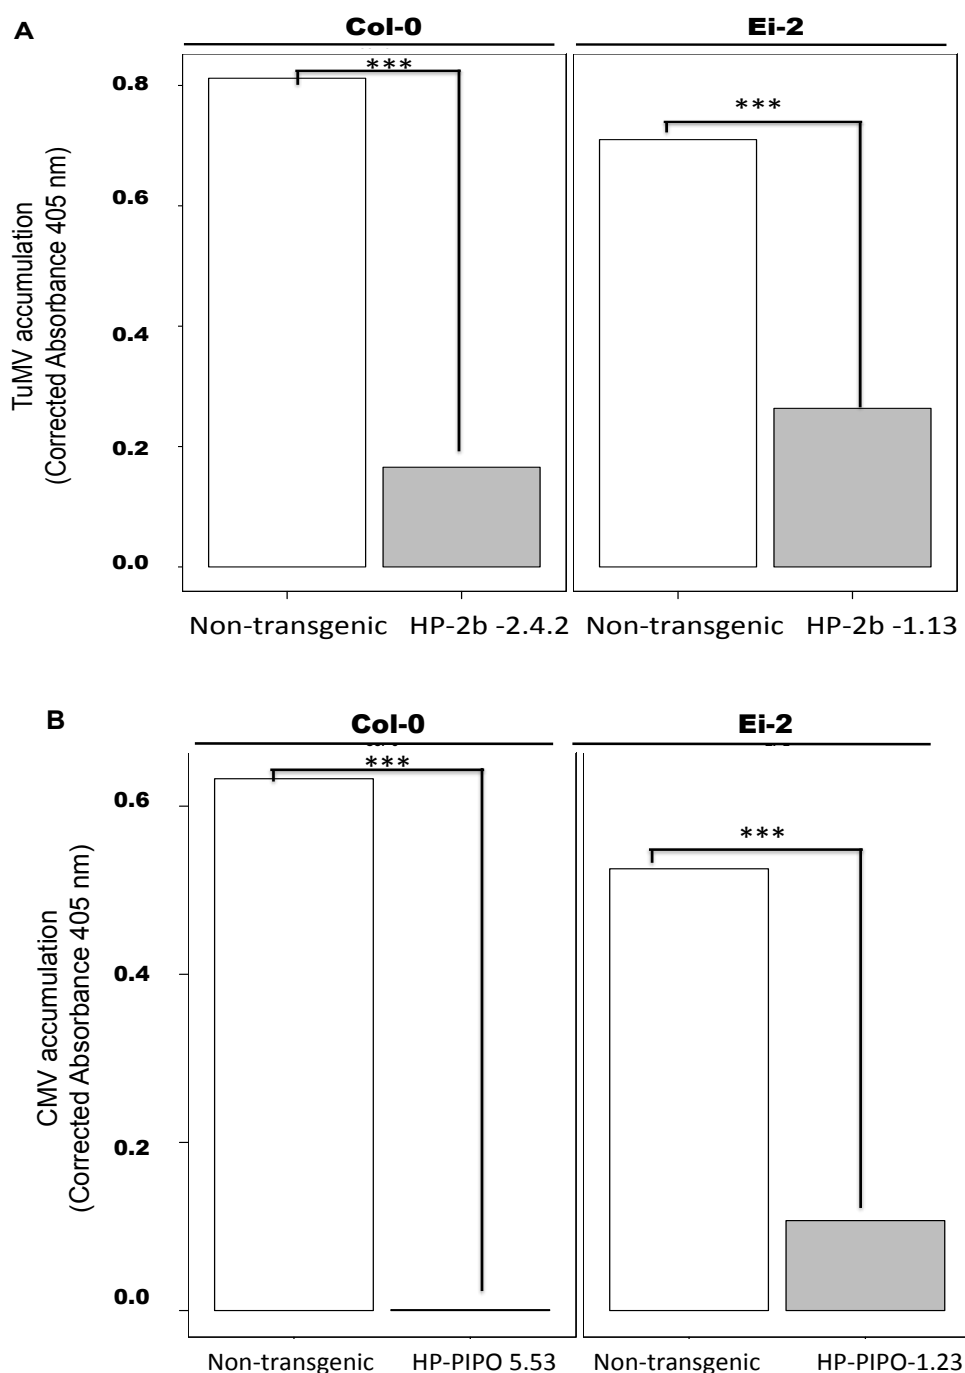 A
Col-0
Ei-2
***
***
TuMV accumulation
(Corrected Absorbance 405 nm)
0.8
0.6
0.4
0.2
0.0
Non-transgenic HP-2b -2.4.2 Non-transgenic HP-2b -1.13
B
Col-0
Ei-2
***
***
CMV accumulation
(Corrected Absorbance 405 nm)
0.6
0.4
0.2
0.0
Non-transgenic HP-PIPO 5.53 Non-transgenic HP-PIPO-1.23